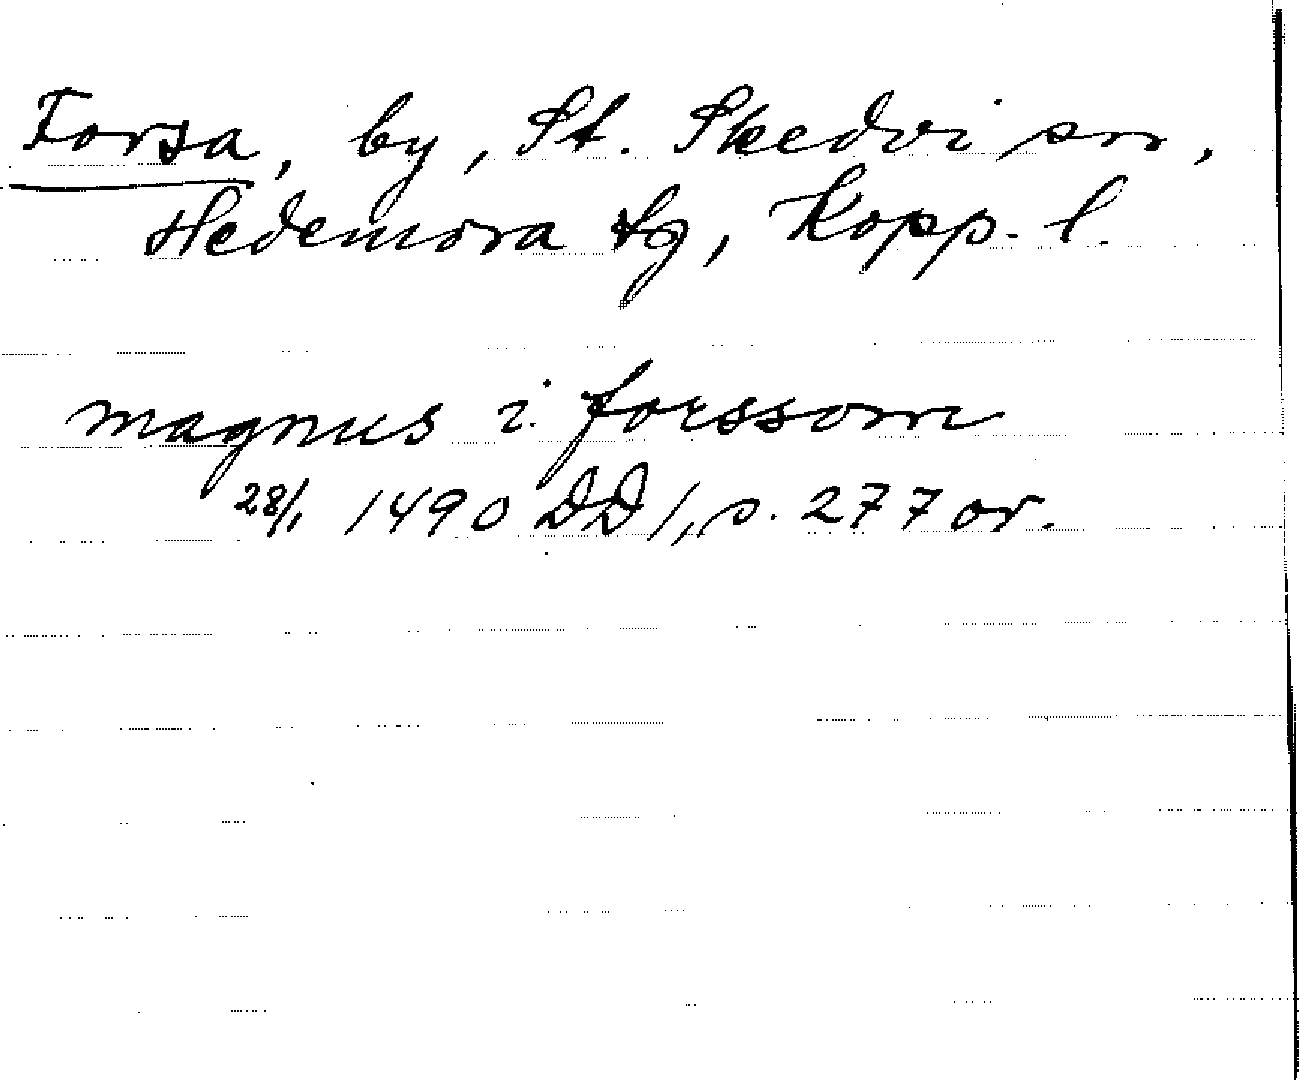 Forsa, by, St. Skedvi sn,
Hedemora tg, Kopp. l.
magnus i forssom
28/1 1490 DD 1, s. 277 or.